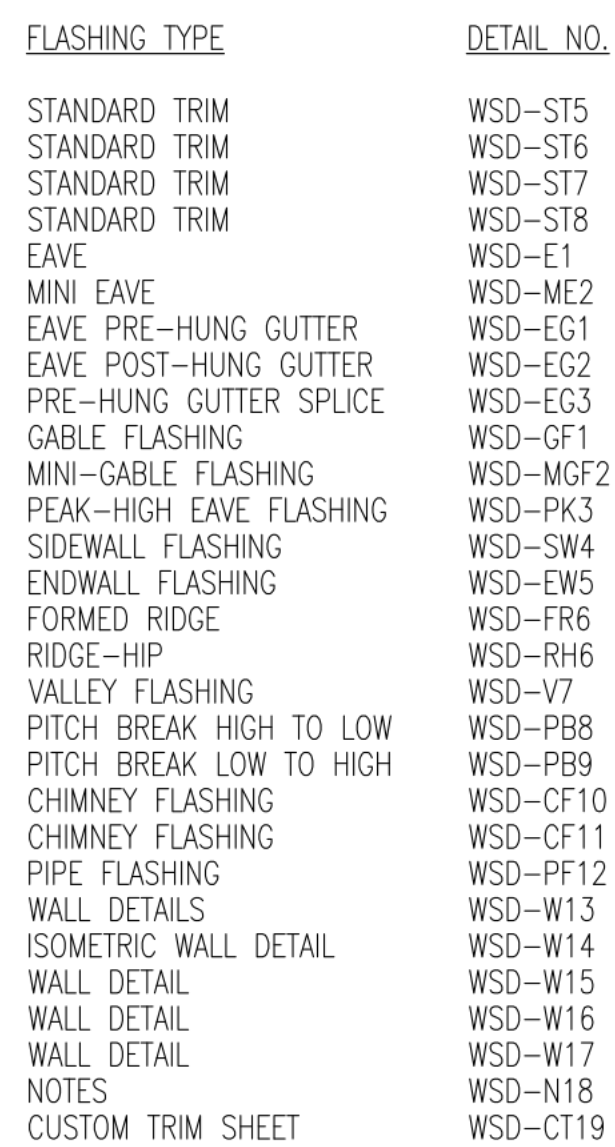 FLASHING TYPE DETAIL NO.
STANDARD TRIM WSD-ST5
STANDARD TRIM WSD-ST6
STANDARD TRIM WSD-ST7
STANDARD TRIM WSD-ST8
EAVE WSD-E1
MINI EAVE WSD-ME2
EAVE PRE-HUNG GUTTER WSD-EG1
EAVE POST-HUNG GUTTER WSD-EG2
PRE-HUNG GUTTER SPLICE WSD-EG3
GABLE FLASHING WSD-GF1
MINI-GABLE FLASHING WSD-MGF2
PEAK-HIGH EAVE FLASHING WSD-PK3
SIDEWALL FLASHING WSD-SW4
ENDWALL FLASHING WSD-EW5
FORMED RIDGE WSD-FR6
RIDGE-HIP WSD-RH6
VALLEY FLASHING WSD-V7
PITCH BREAK HIGH TO LOW WSD-PB8
PITCH BREAK LOW TO HIGH WSD-PB9
CHIMNEY FLASHING WSD-CF10
CHIMNEY FLASHING WSD-CF11
PIPE FLASHING WSD-PF12
WALL DETAILS WSD-W13
ISOMETRIC WALL DETAIL WSD-W14
WALL DETAIL WSD-W15
WALL DETAIL WSD-W16
WALL DETAIL WSD-W17
NOTES WSD-N18
CUSTOM TRIM SHEET WSD-CT19